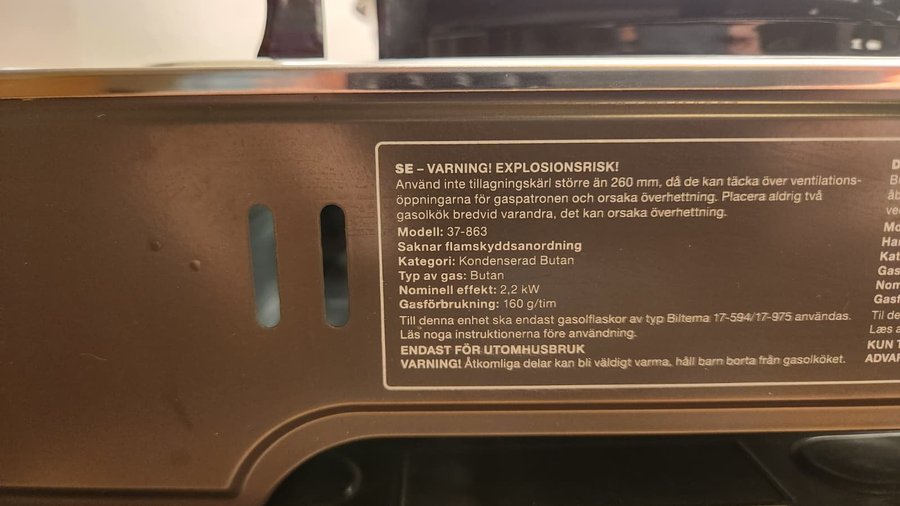 SE – VARNING! EXPLOSIONSRISK!
Använd inte tillagningskärl större än 260 mm, då de kan täcka över ventilations-
öppningarna för gaspatronen och orsaka överhettning. Placera aldrig två
gasolkök bredvid varandra, det kan orsaka överhettning.
Modell: 37-863
Saknar flamskyddsanordning
Kategori: Kondenserad Butan
Typ av gas: Butan
Nominell effekt: 2,2 kW
Gasförbrukning: 160 g/tim
Till denna enhet ska endast gasolflaskor av typ Biltema 17-594/17-975 användas.
Läs noga instruktionerna före användning.
ENDAST FÖR UTOMHUSBRUK
VARNING! Åtkomliga delar kan bli väldigt varma, håll barn borta från gasolköket.